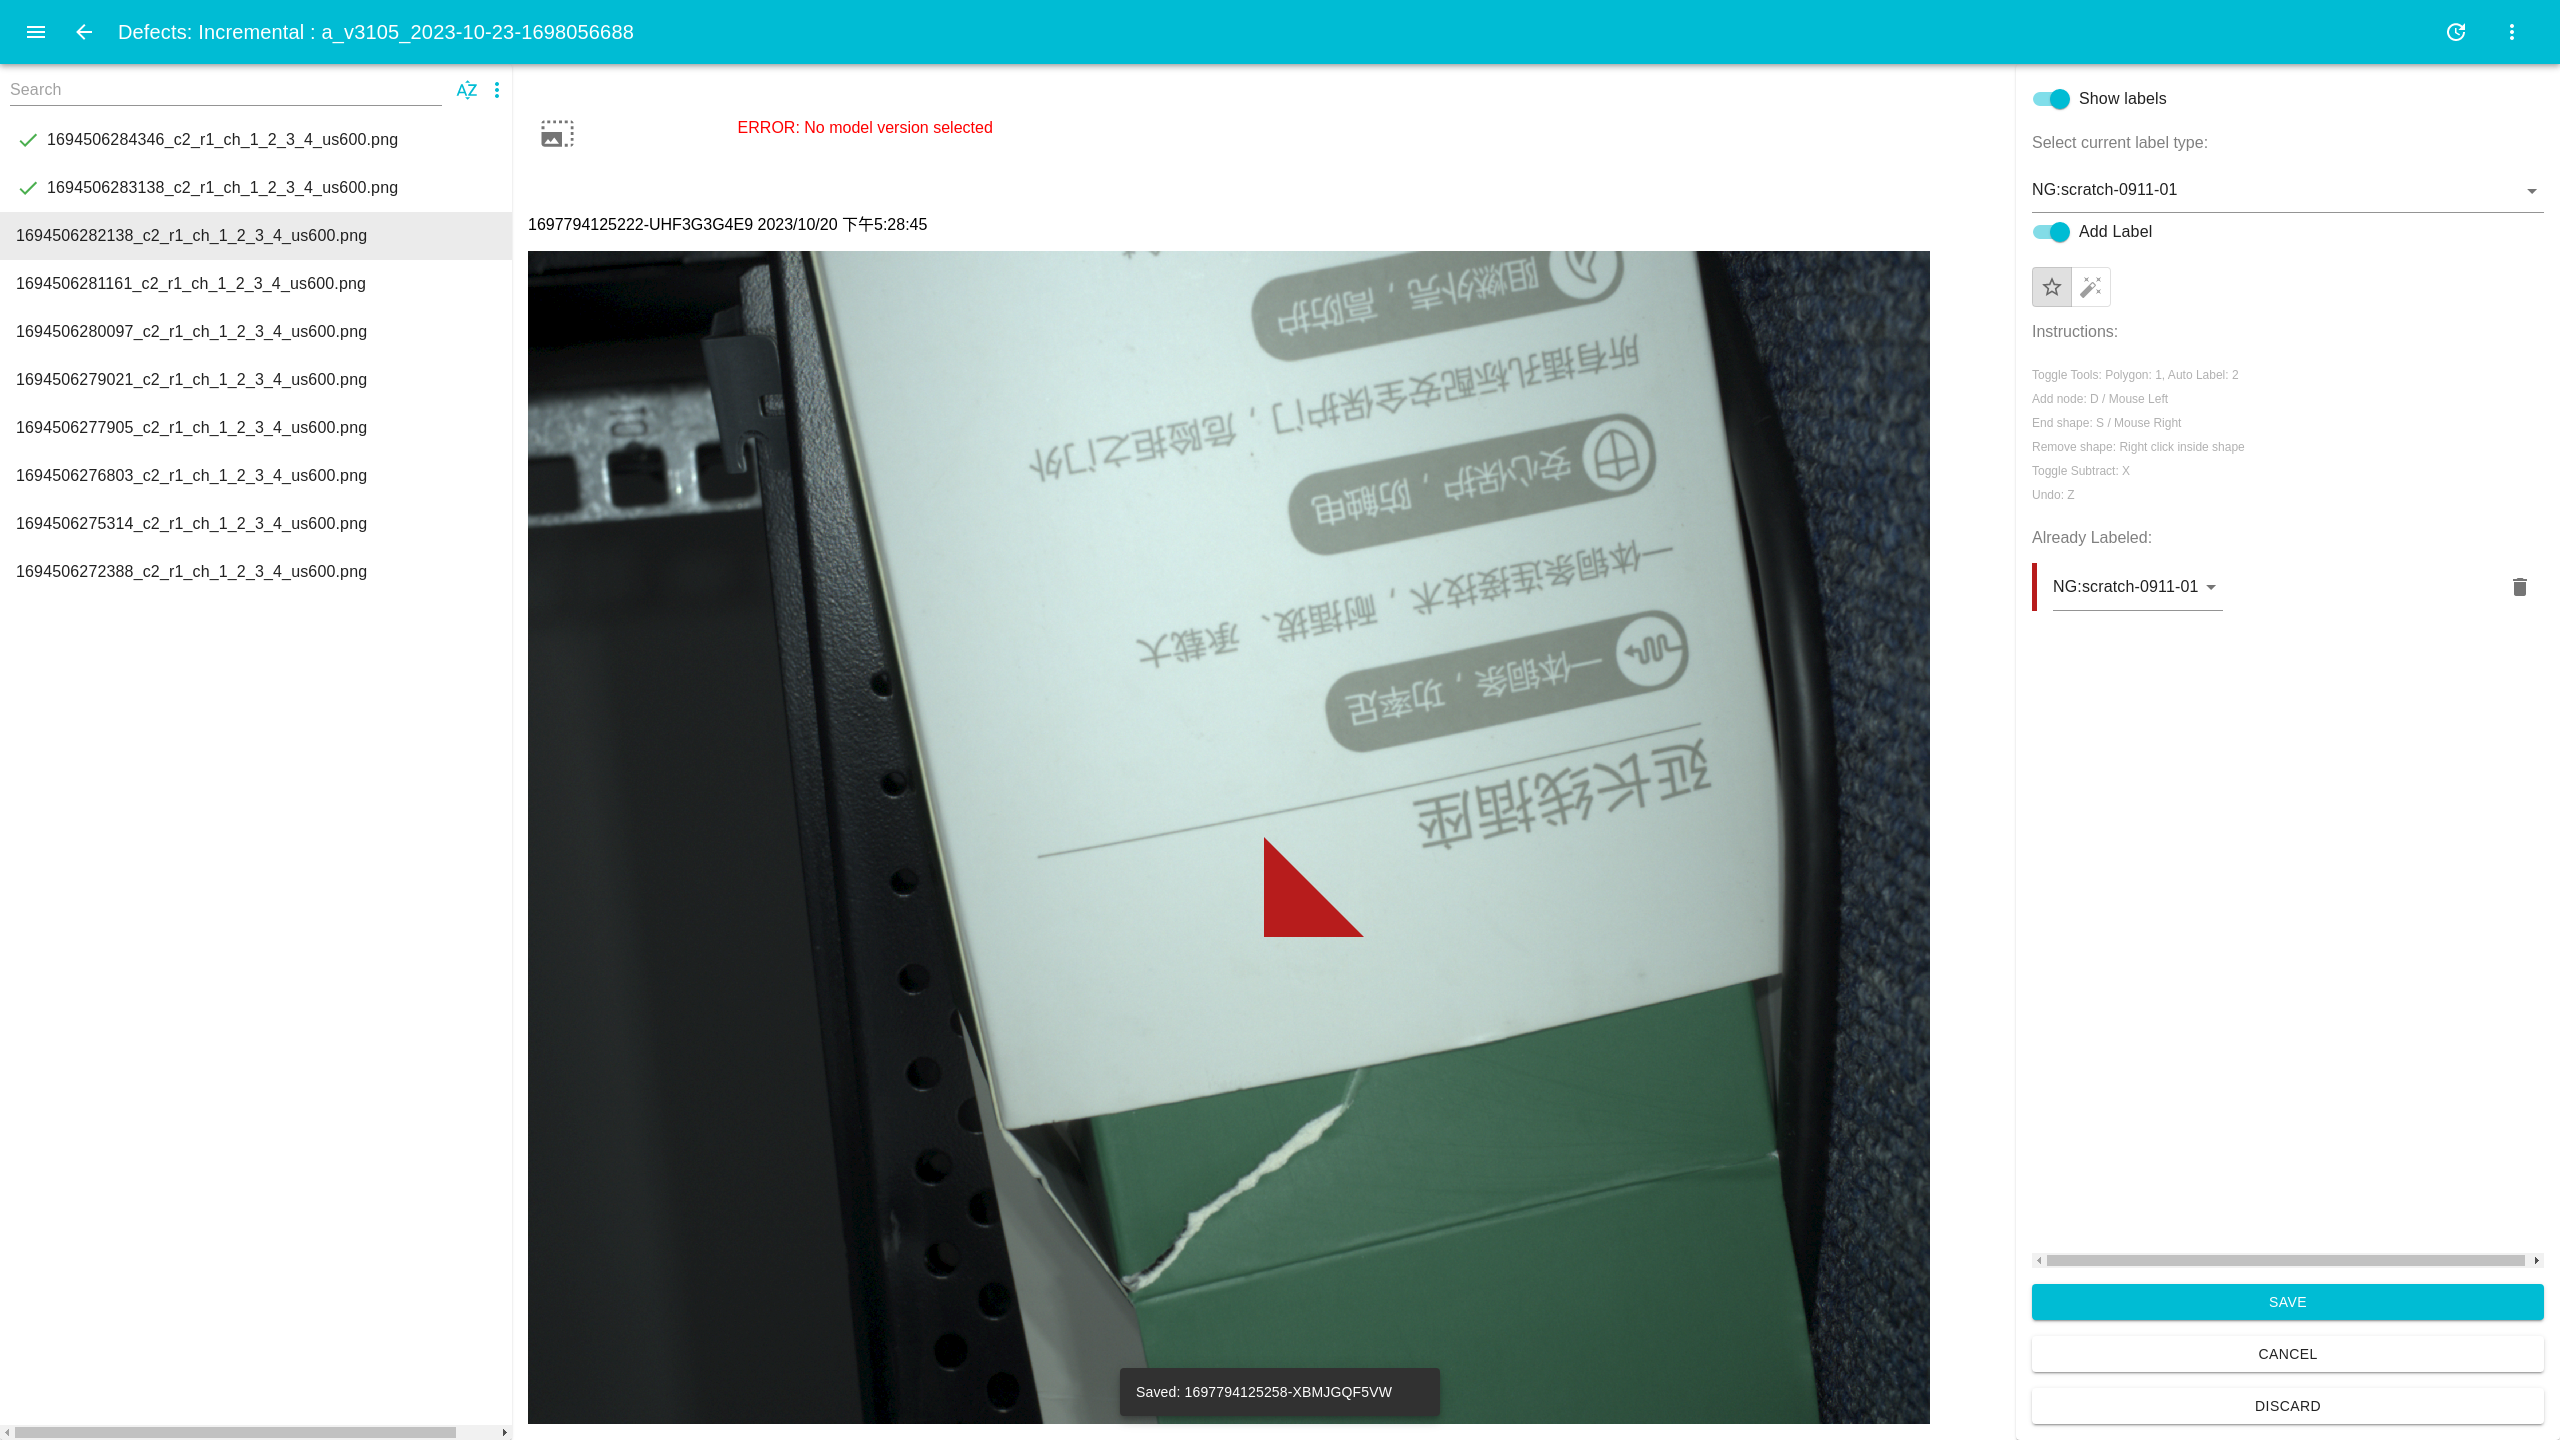 Defects: Incremental : a_v3105_2023-10-23-1698056688
Search
AZ
1694506284346_c2_r1_ch_1_2_3_4_us600.png
1694506283138_c2_r1_ch_1_2_3_4_us600.png
1694506282138_c2_r1_ch_1_2_3_4_us600.png
1694506281161_c2_r1_ch_1_2_3_4_us600.png
1694506280097_c2_r1_ch_1_2_3_4_us600.png
1694506279021_c2_r1_ch_1_2_3_4_us600.png
1694506277905_c2_r1_ch_1_2_3_4_us600.png
1694506276803_c2_r1_ch_1_2_3_4_us600.png
1694506275314_c2_r1_ch_1_2_3_4_us600.png
1694506272388_c2_r1_ch_1_2_3_4_us600.png
ERROR: No model version selected
1697794125222-UHF3G3G4E9 2023/10/20 下午5:28:45
延长线插座
一体铜条，功率足
一体铜条连接技术，耐插拔、承载大
安心保护，防触电
所有插孔标配安全保护门，危险拒之门外
阻燃外壳，高防护
Saved: 1697794125258-XBMJGQF5VW
Show labels
Select current label type:
NG:scratch-0911-01
Add Label
Instructions:
Toggle Tools: Polygon: 1, Auto Label: 2
Add node: D / Mouse Left
End shape: S / Mouse Right
Remove shape: Right click inside shape
Toggle Subtract: X
Undo: Z
Already Labeled:
NG:scratch-0911-01
SAVE
CANCEL
DISCARD